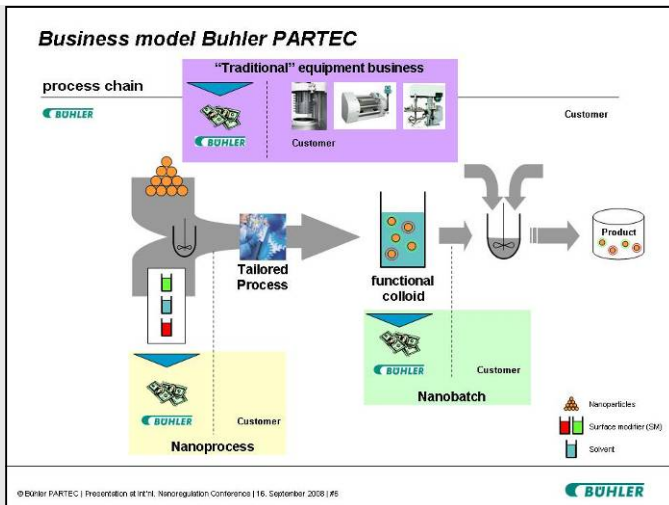 Business model Buhler PARTEC
"Traditional" equipment business
process chain
BÜHLER
BÜHLER
Customer
Customer
Tailored
Process
functional
colloid
Product
BÜHLER
Customer
Nanoprocess
BÜHLER
Customer
Nanobatch
Nanoparticles
Surface modifier (SM)
Solvent
© Bühler PARTEC | Presentation at Int'nl. Nanoregulation Conference | 16. September 2008 | #6
BÜHLER